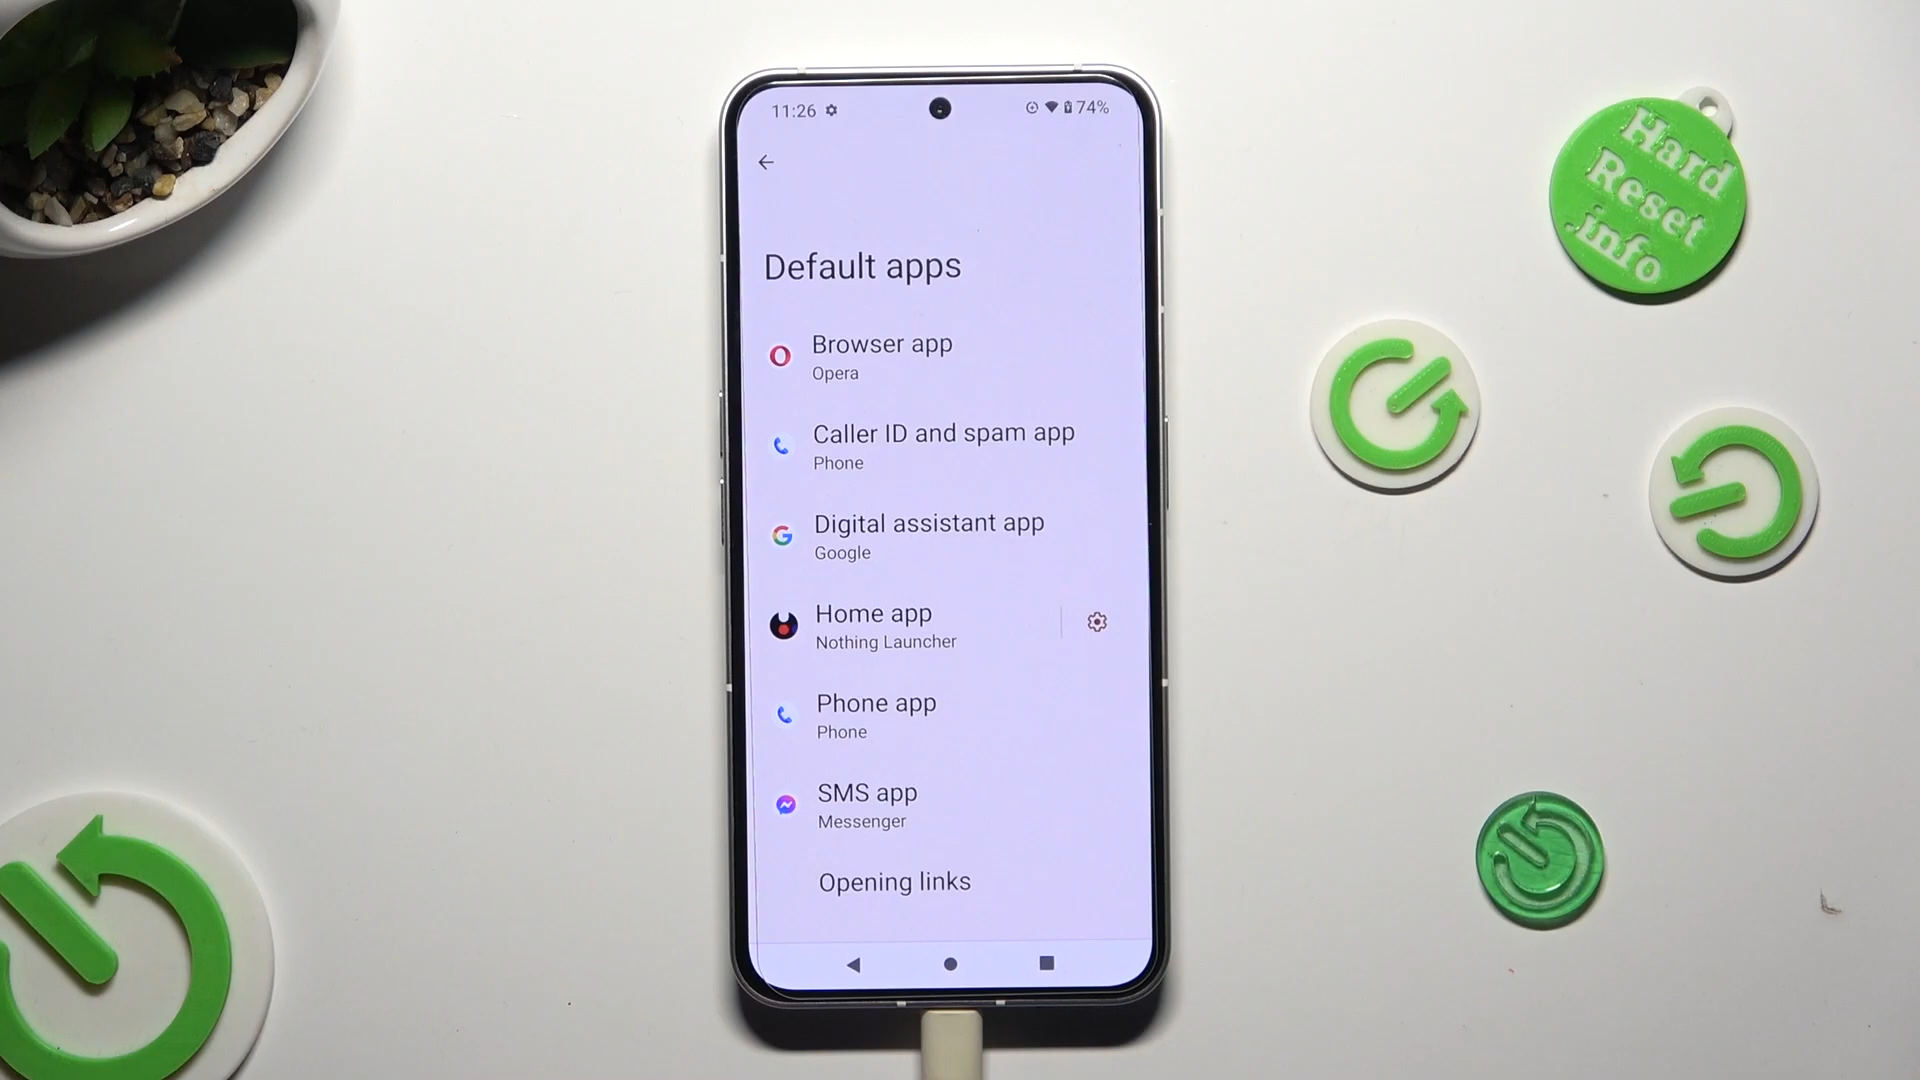 11:26
74%
Default apps
Browser app
Opera
Caller ID and spam app
Phone
Digital assistant app
Google
Home app
Nothing Launcher
Phone app
Phone
SMS app
Messenger
Opening links
Hard
Reset
.info